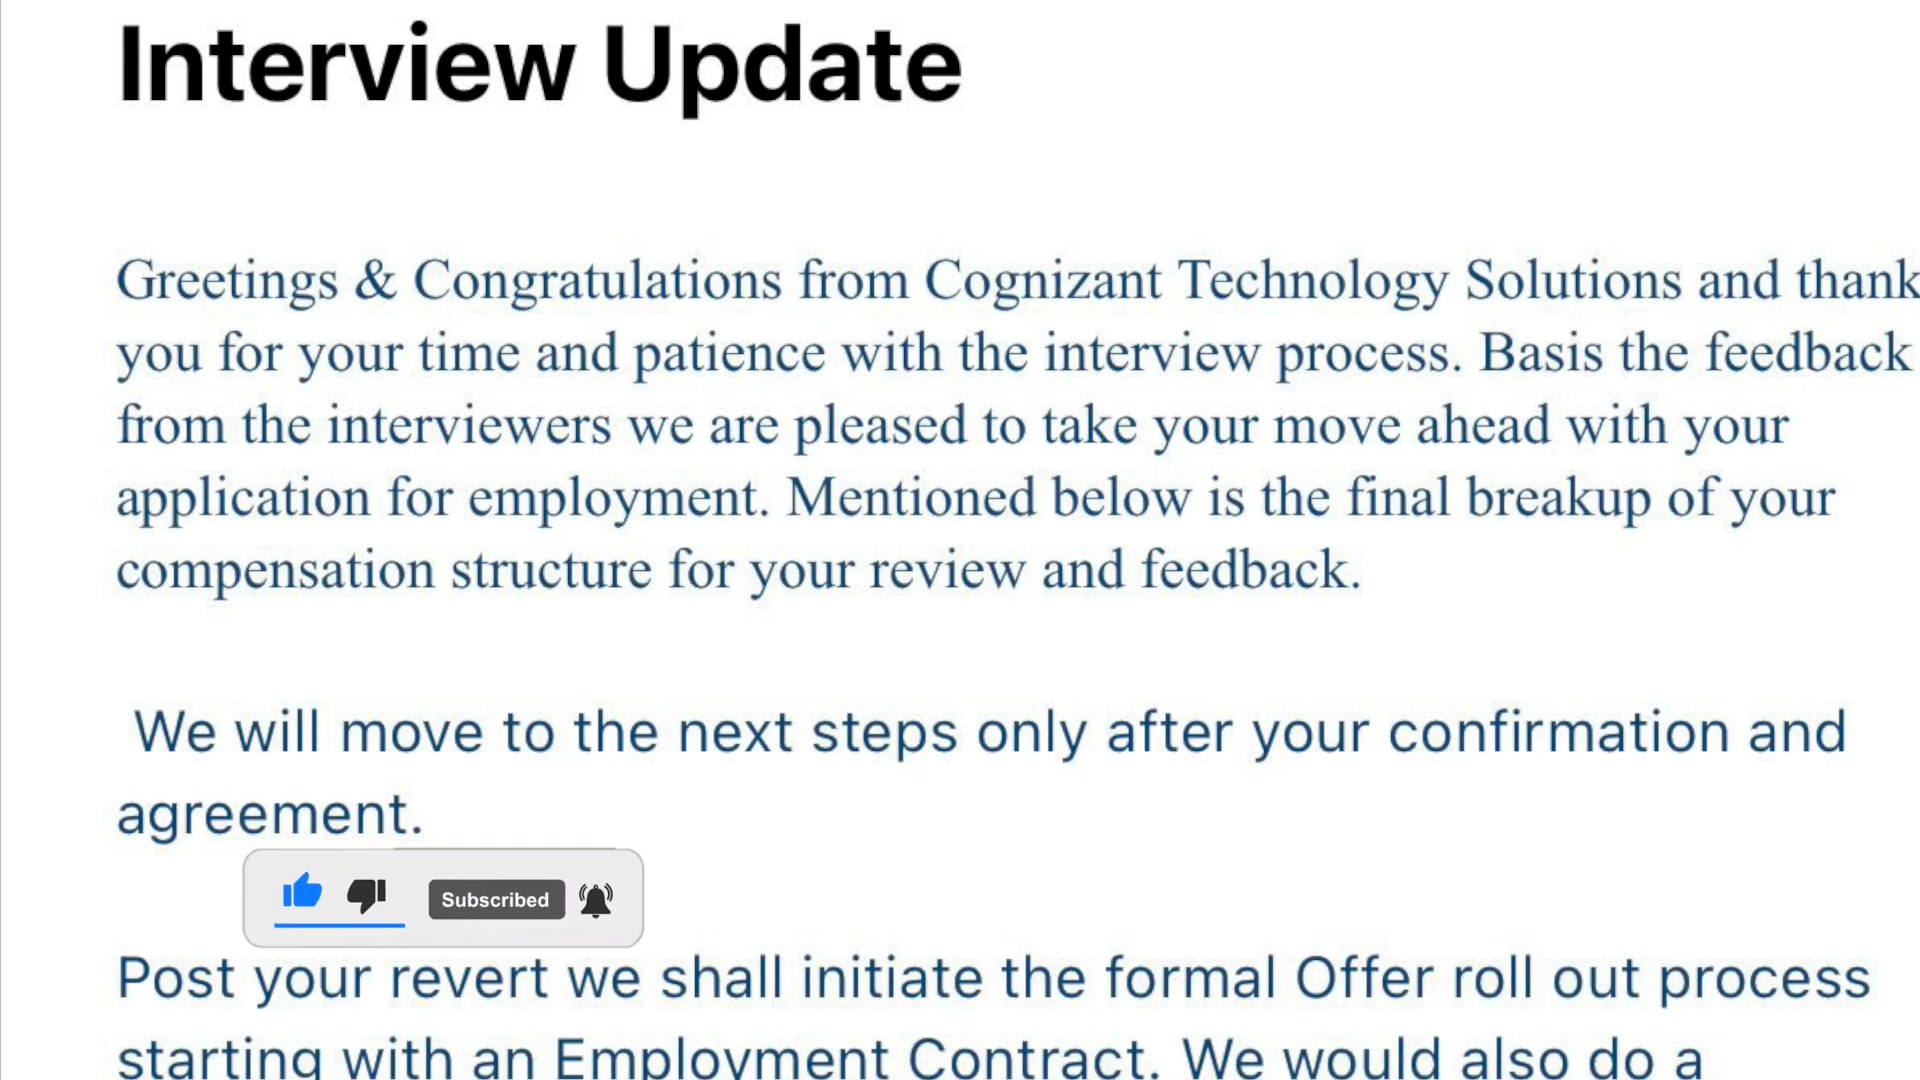 Interview Update
Greetings & Congratulations from Cognizant Technology Solutions and thank
you for your time and patience with the interview process. Basis the feedback
from the interviewers we are pleased to take your move ahead with your
application for employment. Mentioned below is the final breakup of your
compensation structure for your review and feedback.
We will move to the next steps only after your confirmation and
agreement.
Subscribed
Post your revert we shall initiate the formal Offer roll out process
starting with an Employment Contract. We would also do a